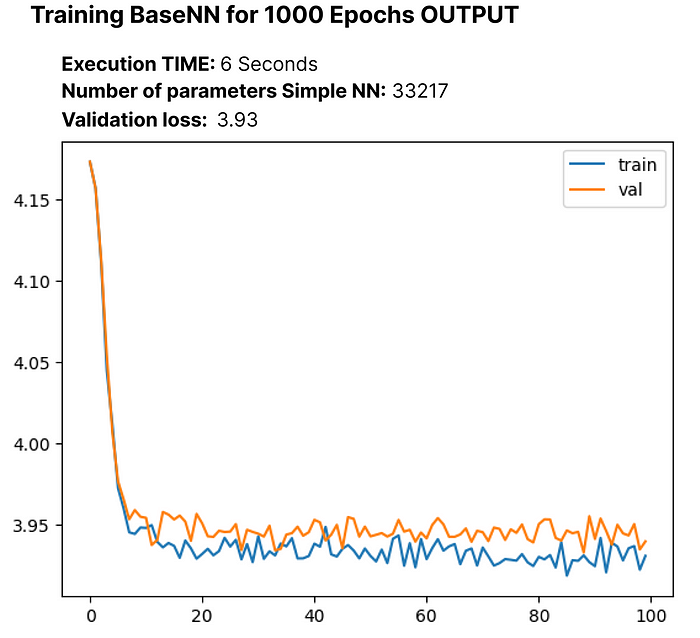 Training BaseNN for 1000 Epochs OUTPUT
Execution TIME: 6 Seconds
Number of parameters Simple NN: 33217
Validation loss: 3.93
train
val
4.15
4.10
4.05
4.00
3.95
0 20 40 60 80 100